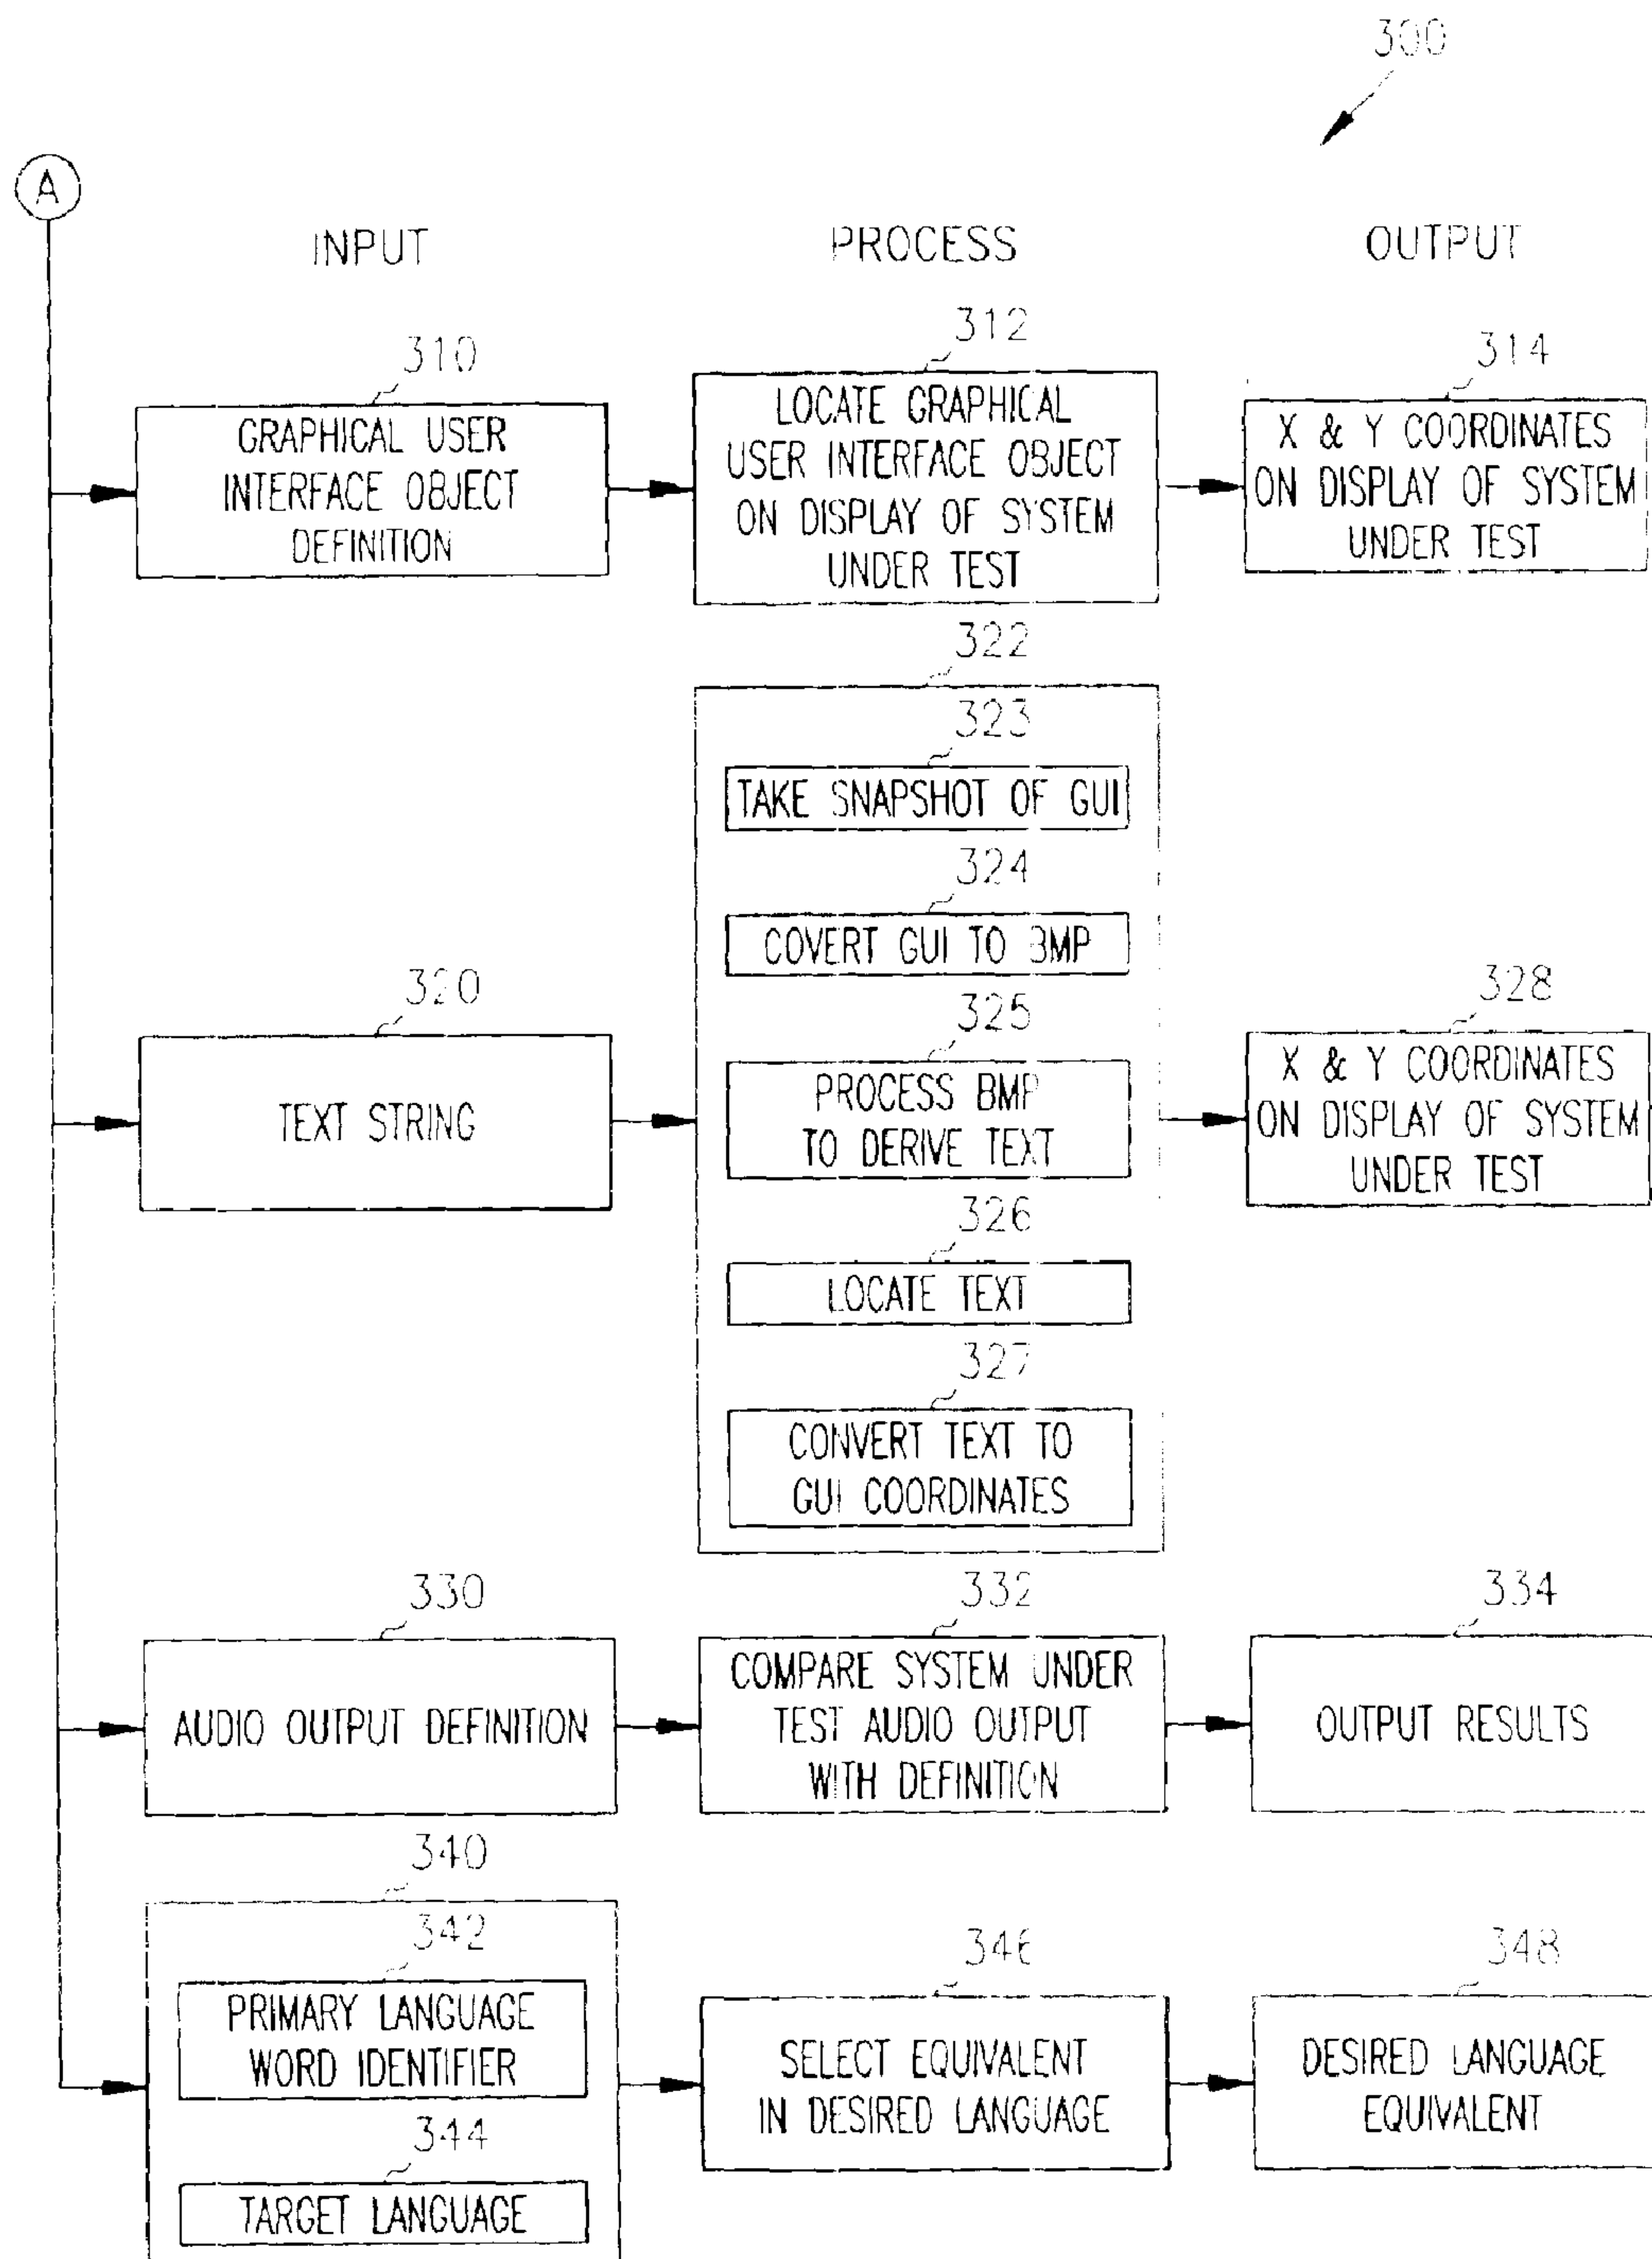 300
A
INPUT
PROCESS
OUTPUT
310
GRAPHICAL USER
INTERFACE OBJECT
DEFINITION
312
LOCATE GRAPHICAL
USER INTERFACE OBJECT
ON DISPLAY OF SYSTEM
UNDER TEST
314
X & Y COORDINATES
ON DISPLAY OF SYSTEM
UNDER TEST
320
TEXT STRING
322
323
TAKE SNAPSHOT OF GUI
324
COVERT GUI TO BMP
325
PROCESS BMP
TO DERIVE TEXT
326
LOCATE TEXT
327
CONVERT TEXT TO
GUI COORDINATES
328
X & Y COORDINATES
ON DISPLAY OF SYSTEM
UNDER TEST
330
AUDIO OUTPUT DEFINITION
332
COMPARE SYSTEM UNDER
TEST AUDIO OUTPUT
WITH DEFINITION
334
OUTPUT RESULTS
340
342
PRIMARY LANGUAGE
WORD IDENTIFIER
344
TARGET LANGUAGE
346
SELECT EQUIVALENT
IN DESIRED LANGUAGE
348
DESIRED LANGUAGE
EQUIVALENT